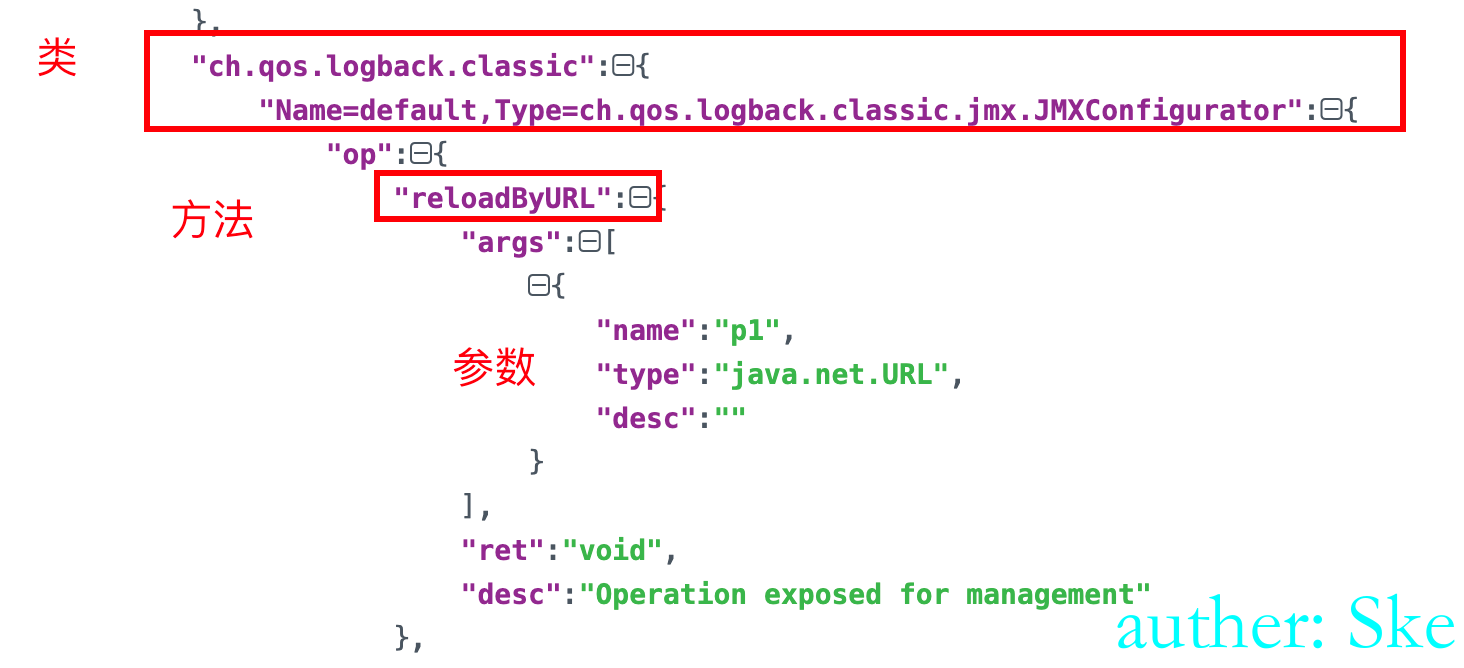 },
类
"ch.qos.logback.classic":{
"Name=default,Type=ch.qos.logback.classic.jmx.JMXConfigurator":{
"op":{
方法
"reloadByURL":{
"args":[
{
"name":"p1",
参数
"type":"java.net.URL",
"desc":""
}
],
"ret":"void",
"desc":"Operation exposed for management"
},
auther: Ske